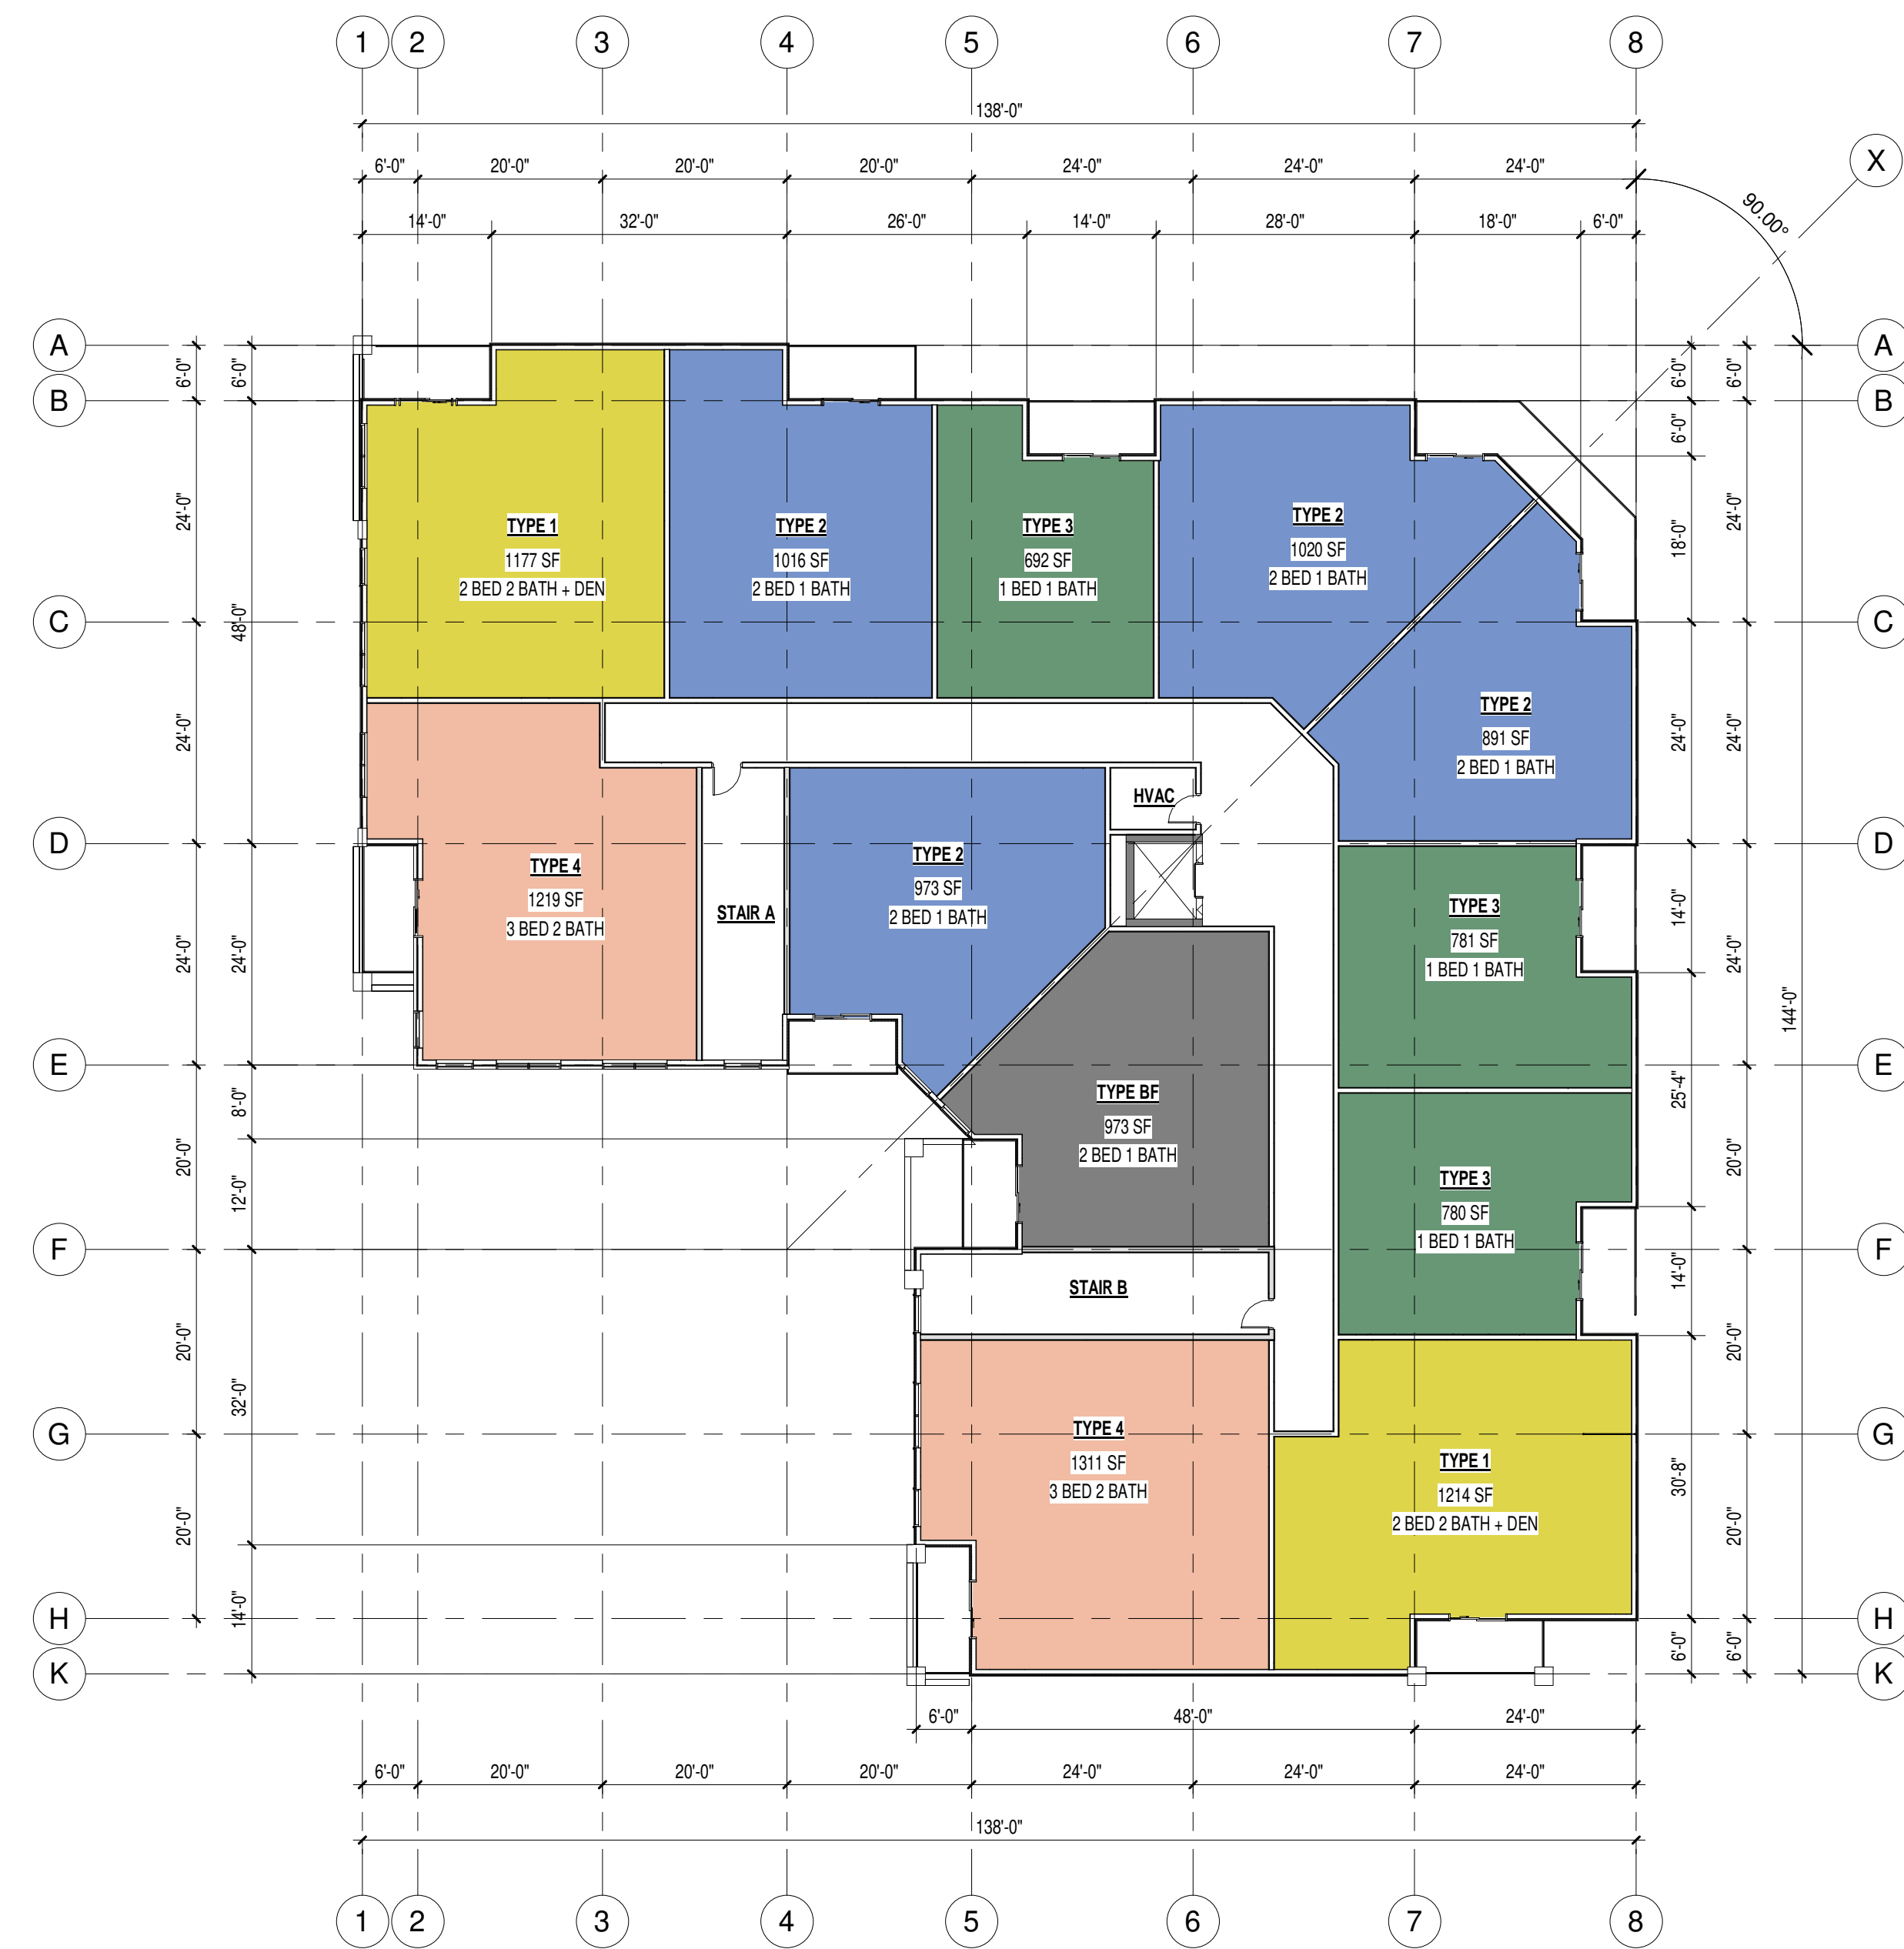 1 2 3 4 5 6 7 8
138'-0"
X
6'-0" 20'-0" 20'-0" 20'-0" 24'-0" 24'-0" 24'-0"
90.00°
14'-0" 32'-0" 26'-0" 14'-0" 28'-0" 18'-0" 6'-0"
A A
6'-0" 6'-0" 6'-0" 6'-0"
B B
6'-0"
24'-0" 48'-0" 18'-0" 24'-0"
TYPE 1
1177 SF
2 BED 2 BATH + DEN
TYPE 2
1016 SF
2 BED 1 BATH
TYPE 3
692 SF
1 BED 1 BATH
TYPE 2
1020 SF
2 BED 1 BATH
C C
24'-0" 24'-0" 24'-0"
TYPE 2
891 SF
2 BED 1 BATH
HVAC
D D
TYPE 4
1219 SF
3 BED 2 BATH
STAIR A
TYPE 2
973 SF
2 BED 1 BATH
TYPE 3
781 SF
1 BED 1 BATH
24'-0" 24'-0" 14'-0" 24'-0"
144'-0"
E E
8'-0" 25'-4"
TYPE BF
973 SF
2 BED 1 BATH
20'-0" 12'-0" 20'-0"
TYPE 3
780 SF
1 BED 1 BATH
F F
STAIR B
14'-0"
20'-0" 32'-0" 20'-0"
G G
TYPE 4
1311 SF
3 BED 2 BATH
TYPE 1
1214 SF
2 BED 2 BATH + DEN
30'-8"
20'-0" 14'-0" 20'-0"
H H
6'-0" 6'-0"
K K
6'-0" 48'-0" 24'-0"
6'-0" 20'-0" 20'-0" 20'-0" 24'-0" 24'-0" 24'-0"
138'-0"
1 2 3 4 5 6 7 8